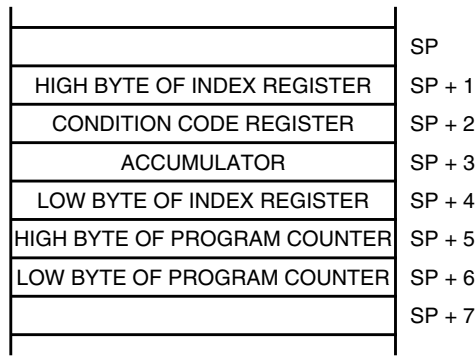 SP
HIGH BYTE OF INDEX REGISTER SP + 1
CONDITION CODE REGISTER SP + 2
ACCUMULATOR SP + 3
LOW BYTE OF INDEX REGISTER SP + 4
HIGH BYTE OF PROGRAM COUNTER SP + 5
LOW BYTE OF PROGRAM COUNTER SP + 6
SP + 7